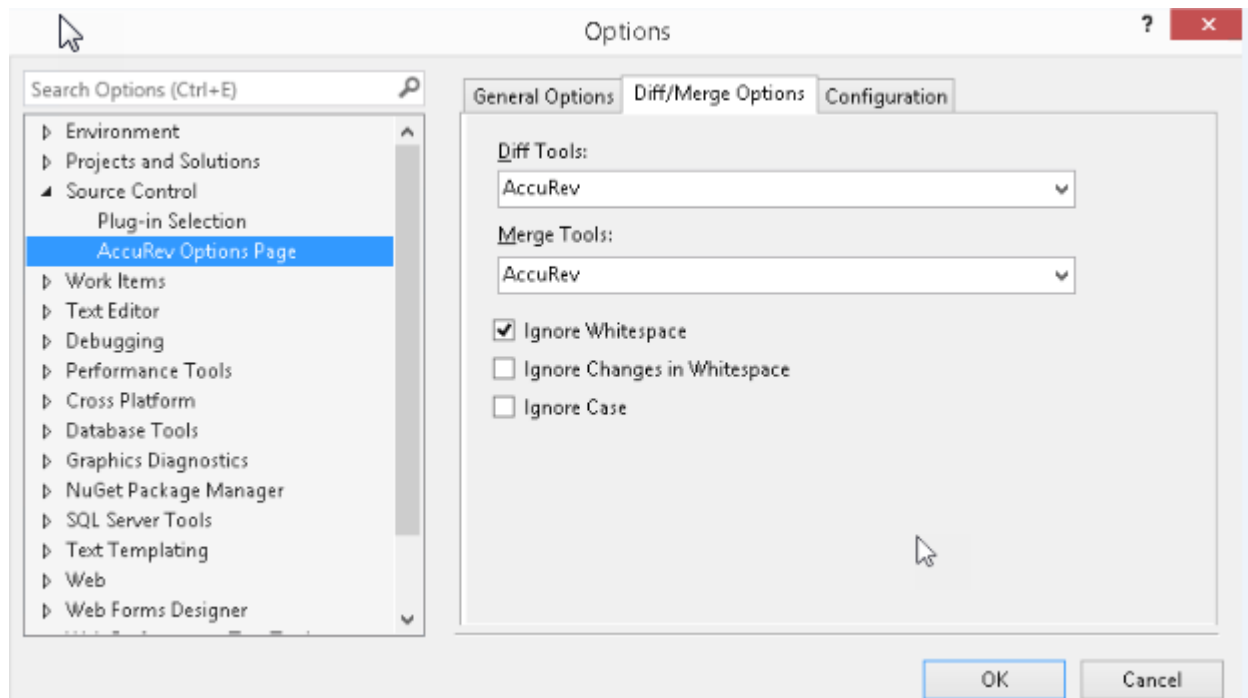 Options
?
Search Options (Ctrl+E)
Environment
Projects and Solutions
Source Control
Plug-in Selection
AccuRev Options Page
Work Items
Text Editor
Debugging
Performance Tools
Cross Platform
Database Tools
Graphics Diagnostics
NuGet Package Manager
SQL Server Tools
Text Templating
Web
Web Forms Designer
General Options
Diff/Merge Options
Configuration
Diff Tools:
AccuRev
Merge Tools:
AccuRev
Ignore Whitespace
Ignore Changes in Whitespace
Ignore Case
OK
Cancel